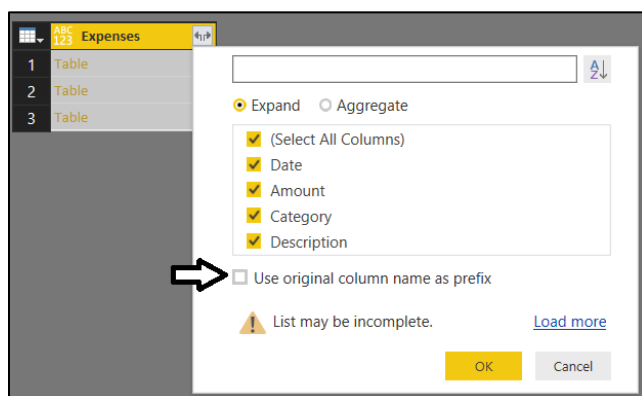 ABC
123 Expenses
1 Table
2 Table
3 Table
A
Z
Expand Aggregate
(Select All Columns)
Date
Amount
Category
Description
Use original column name as prefix
List may be incomplete. Load more
OK Cancel